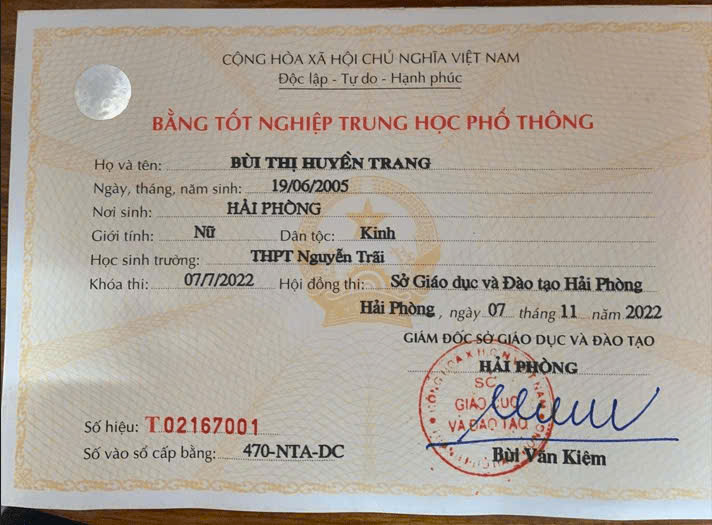 CỘNG HÒA XÃ HỘI CHỦ NGHĨA VIỆT NAM
Độc lập - Tự do - Hạnh phúc
BẰNG TỐT NGHIỆP TRUNG HỌC PHỔ THÔNG
Họ và tên: BÙI THỊ HUYỀN TRANG
Ngày, tháng, năm sinh: 19/06/2005
Nơi sinh: HẢI PHÒNG
Giới tính: Nữ Dân tộc: Kinh
Học sinh trường: THPT Nguyễn Trãi
Khóa thi: 07/7/2022 Hội đồng thi: Sở Giáo dục và Đào tạo Hải Phòng
Hải Phòng, ngày 07 tháng 11 năm 2022
GIÁM ĐỐC SỞ GIÁO DỤC VÀ ĐÀO TẠO
HẢI PHÒNG
GIÁO DỤC
VÀ ĐÀO TẠO
Số hiệu: T02167001
Số vào sổ cấp bằng: 470-NTA-DC
Bùi Văn Kiệm